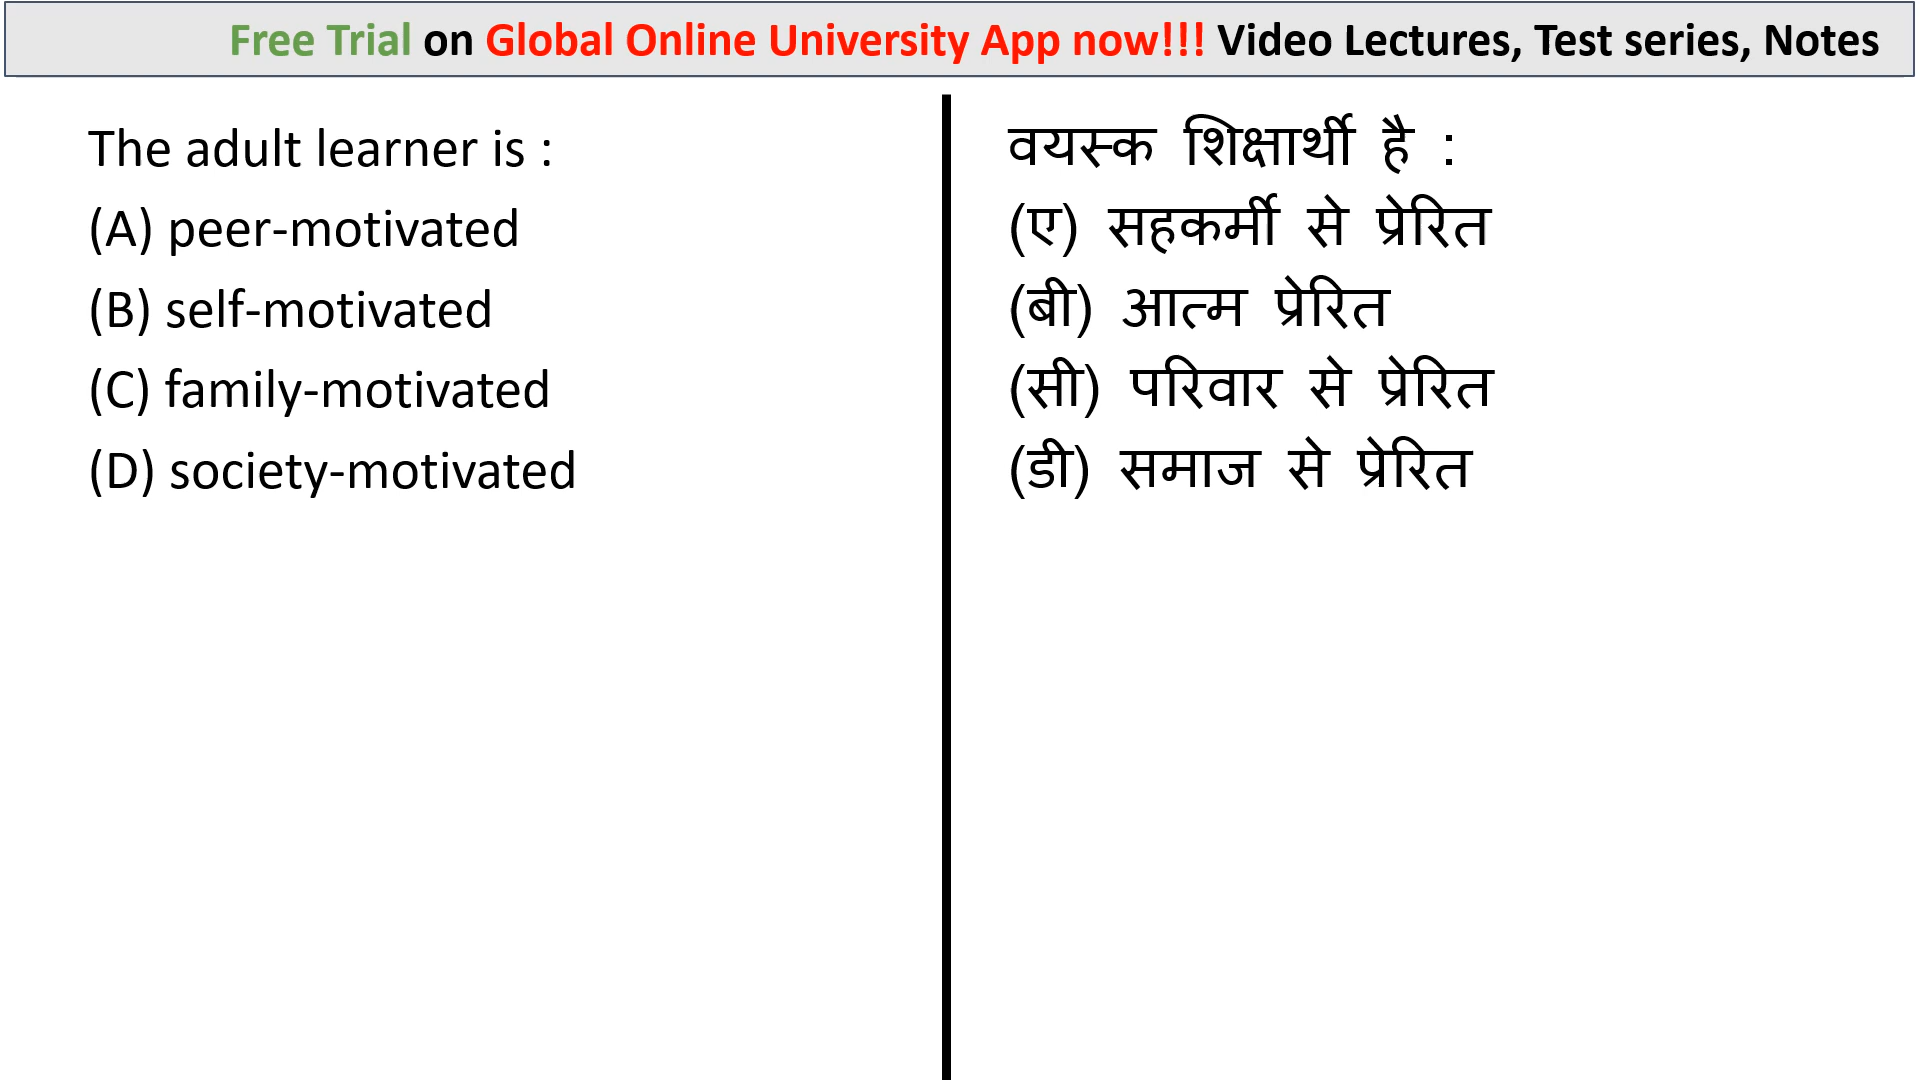 Free Trial on Global Online University App now!!! Video Lectures, Test series, Notes
The adult learner is :
(A) peer-motivated
(B) self-motivated
(C) family-motivated
(D) society-motivated
वयस्क शिक्षार्थी है :
(ए) सहकर्मी से प्रेरित
(बी) आत्म प्रेरित
(सी) परिवार से प्रेरित
(डी) समाज से प्रेरित